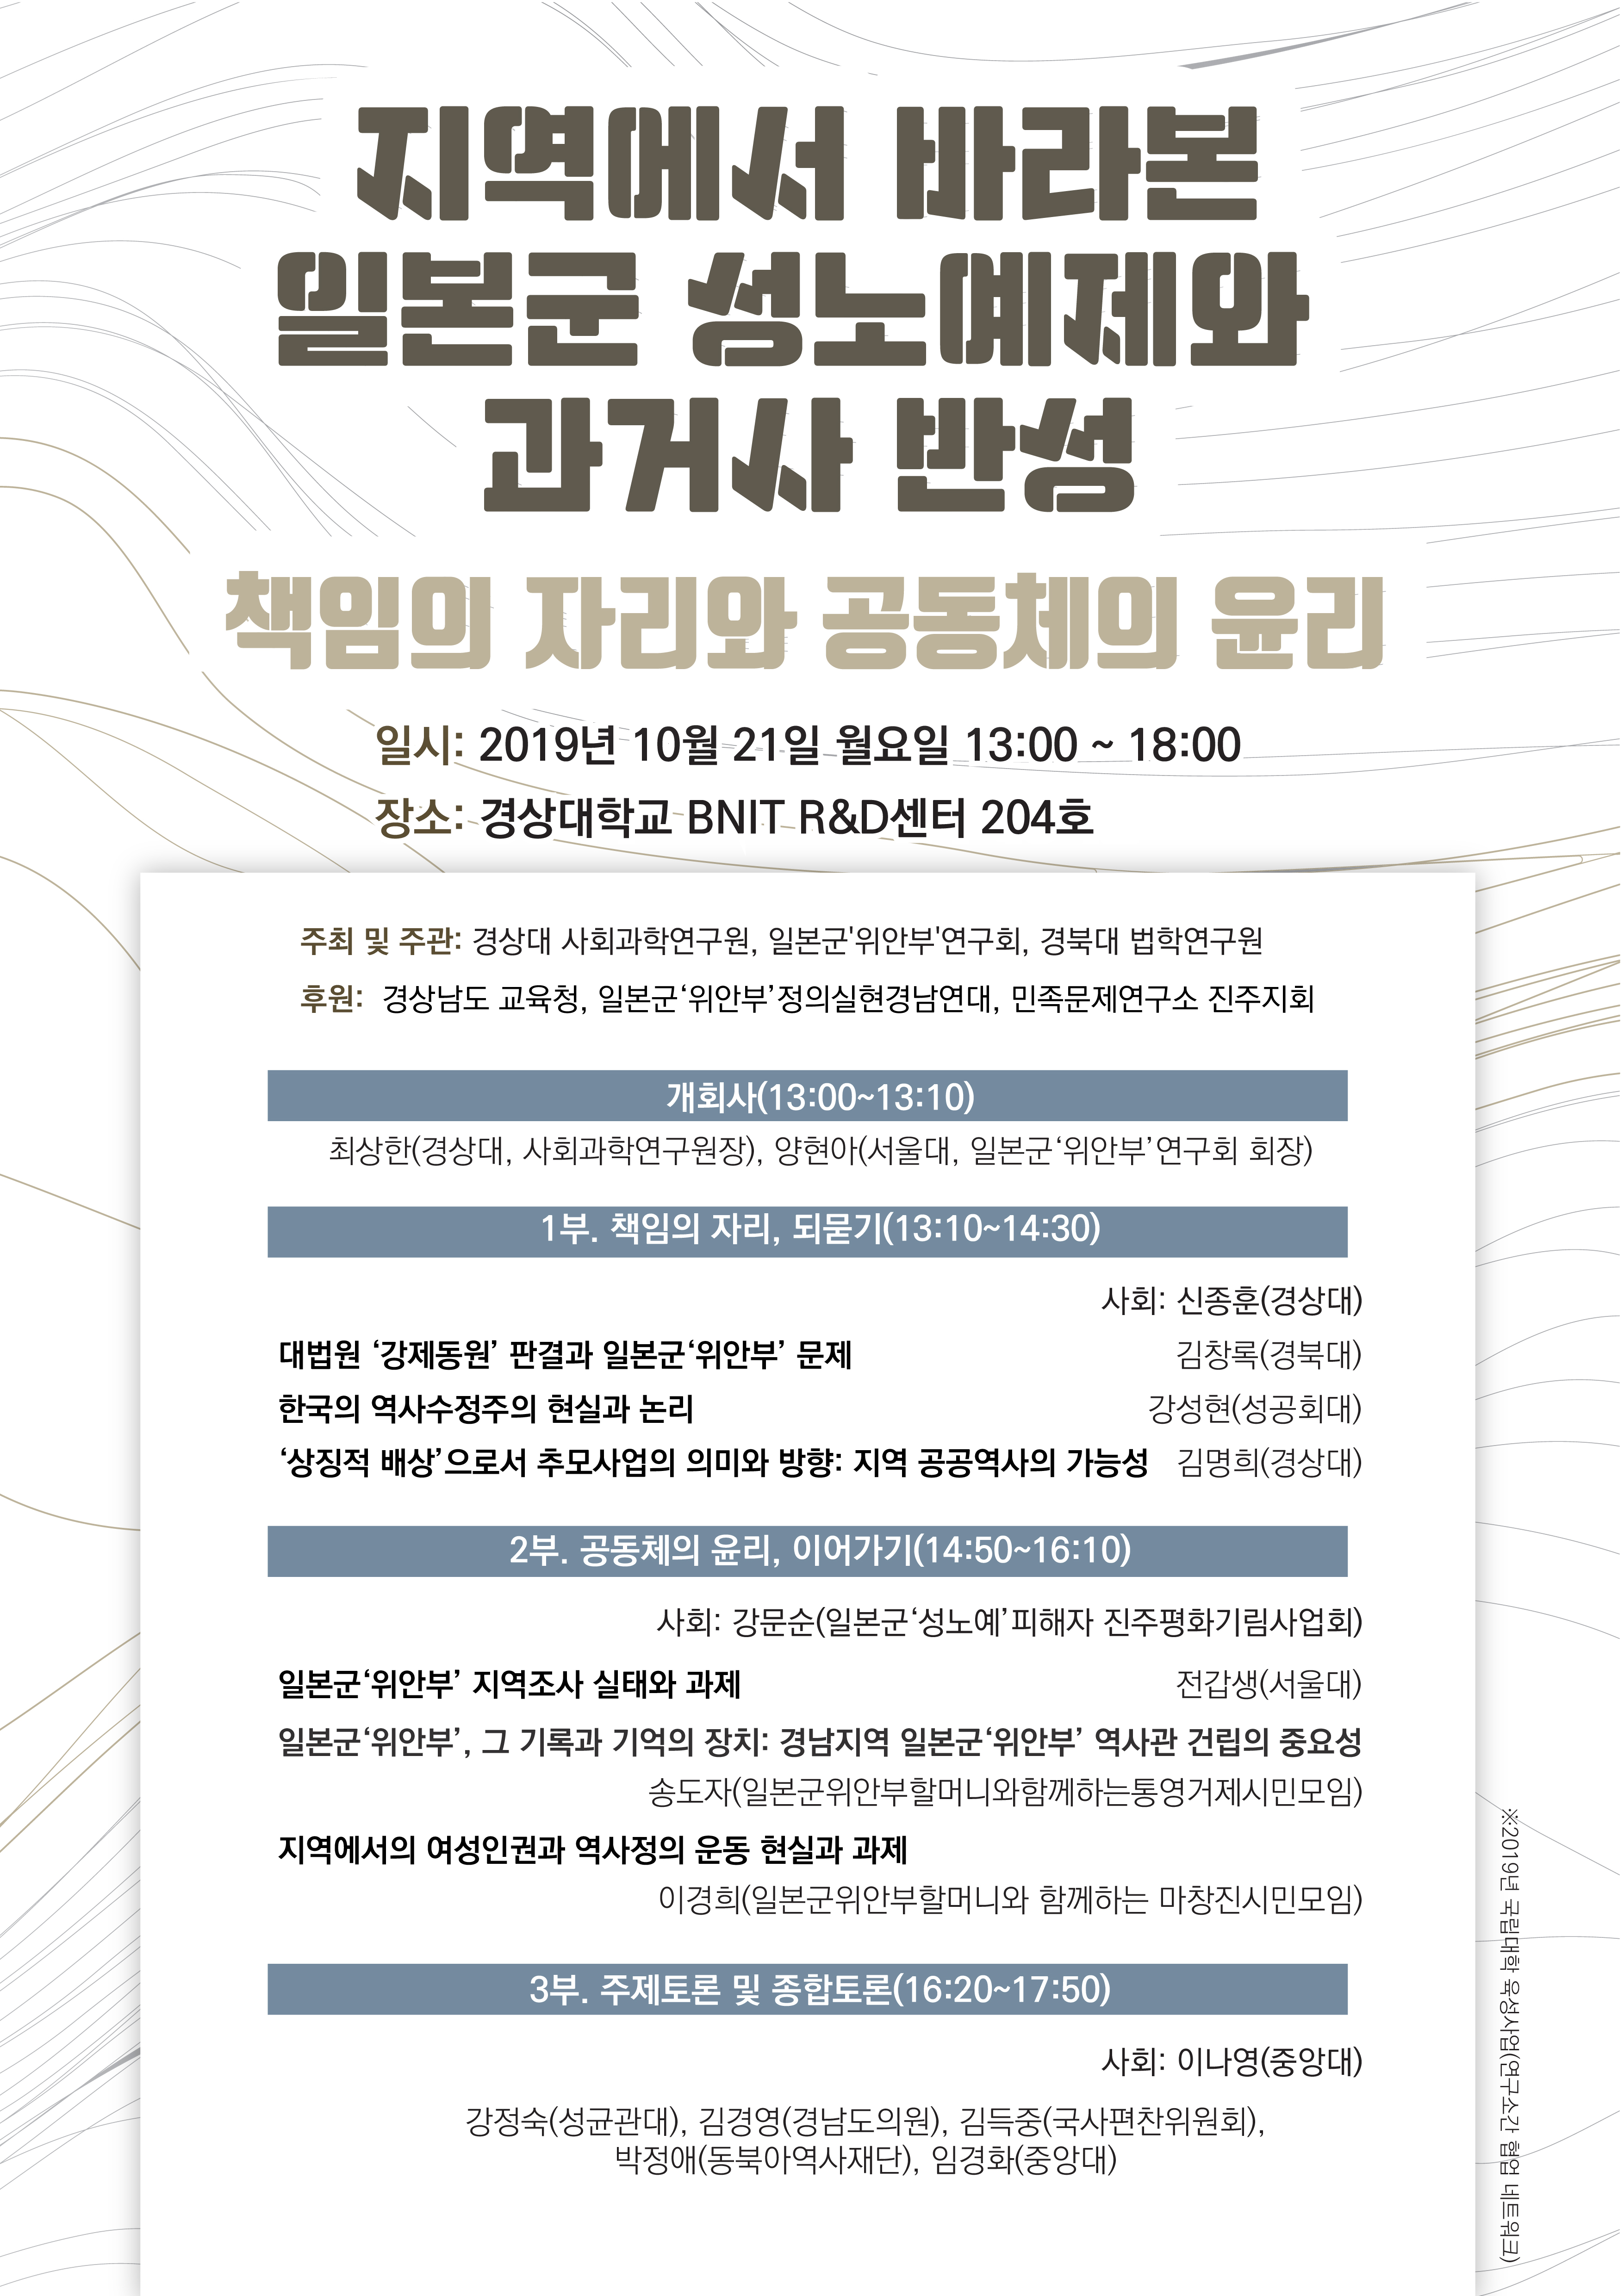 지역에서 바라본
일본군 성노예제와
과거사 반성
책임의 자리와 공동체의 윤리
일시: 2019년 10월 21일 월요일 13:00 ~ 18:00
장소: 경상대학교 BNIT R&D센터 204호
주최 및 주관: 경상대 사회과학연구원, 일본군'위안부'연구회, 경북대 법학연구원
후원: 경상남도 교육청, 일본군‘위안부’정의실현경남연대, 민족문제연구소 진주지회
개회사(13:00~13:10)
최상한(경상대, 사회과학연구원장), 양현아(서울대, 일본군‘위안부’연구회 회장)
1부. 책임의 자리, 되묻기(13:10~14:30)
사회: 신종훈(경상대)
대법원 ‘강제동원’ 판결과 일본군‘위안부’ 문제 김창록(경북대)
한국의 역사수정주의 현실과 논리 강성현(성공회대)
‘상징적 배상’으로서 추모사업의 의미와 방향: 지역 공공역사의 가능성 김명희(경상대)
2부. 공동체의 윤리, 이어가기(14:50~16:10)
사회: 강문순(일본군‘성노예’피해자 진주평화기림사업회)
일본군‘위안부’ 지역조사 실태와 과제 전갑생(서울대)
일본군‘위안부’, 그 기록과 기억의 장치: 경남지역 일본군‘위안부’ 역사관 건립의 중요성
송도자(일본군위안부할머니와함께하는통영거제시민모임)
지역에서의 여성인권과 역사정의 운동 현실과 과제
이경희(일본군위안부할머니와 함께하는 마창진시민모임)
3부. 주제토론 및 종합토론(16:20~17:50)
사회: 이나영(중앙대)
강정숙(성균관대), 김경영(경남도의원), 김득중(국사편찬위원회),
박정애(동북아역사재단), 임경화(중앙대)
※2019년 국립대학 육성사업(연구소간 협업 네트워크)